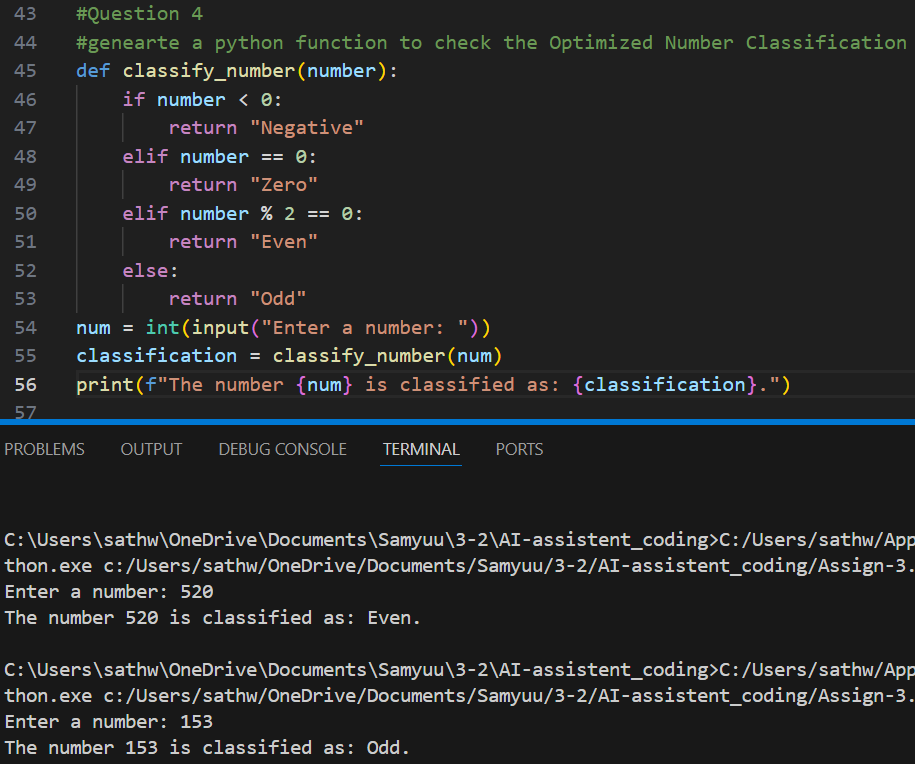 43 #Question 4
44 #genearte a python function to check the Optimized Number Classification
45 def classify_number(number):
46     if number < 0:
47         return "Negative"
48     elif number == 0:
49         return "Zero"
50     elif number % 2 == 0:
51         return "Even"
52     else:
53         return "Odd"
54 num = int(input("Enter a number: "))
55 classification = classify_number(num)
56 print(f"The number {num} is classified as: {classification}.")
57
PROBLEMS OUTPUT DEBUG CONSOLE TERMINAL PORTS
C:\Users\sathw\OneDrive\Documents\Samyuu\3-2\AI-assistent_coding>C:/Users/sathw/App
thon.exe c:/Users/sathw/OneDrive/Documents/Samyuu/3-2/AI-assistent_coding/Assign-3.
Enter a number: 520
The number 520 is classified as: Even.
C:\Users\sathw\OneDrive\Documents\Samyuu\3-2\AI-assistent_coding>C:/Users/sathw/App
thon.exe c:/Users/sathw/OneDrive/Documents/Samyuu/3-2/AI-assistent_coding/Assign-3.
Enter a number: 153
The number 153 is classified as: Odd.